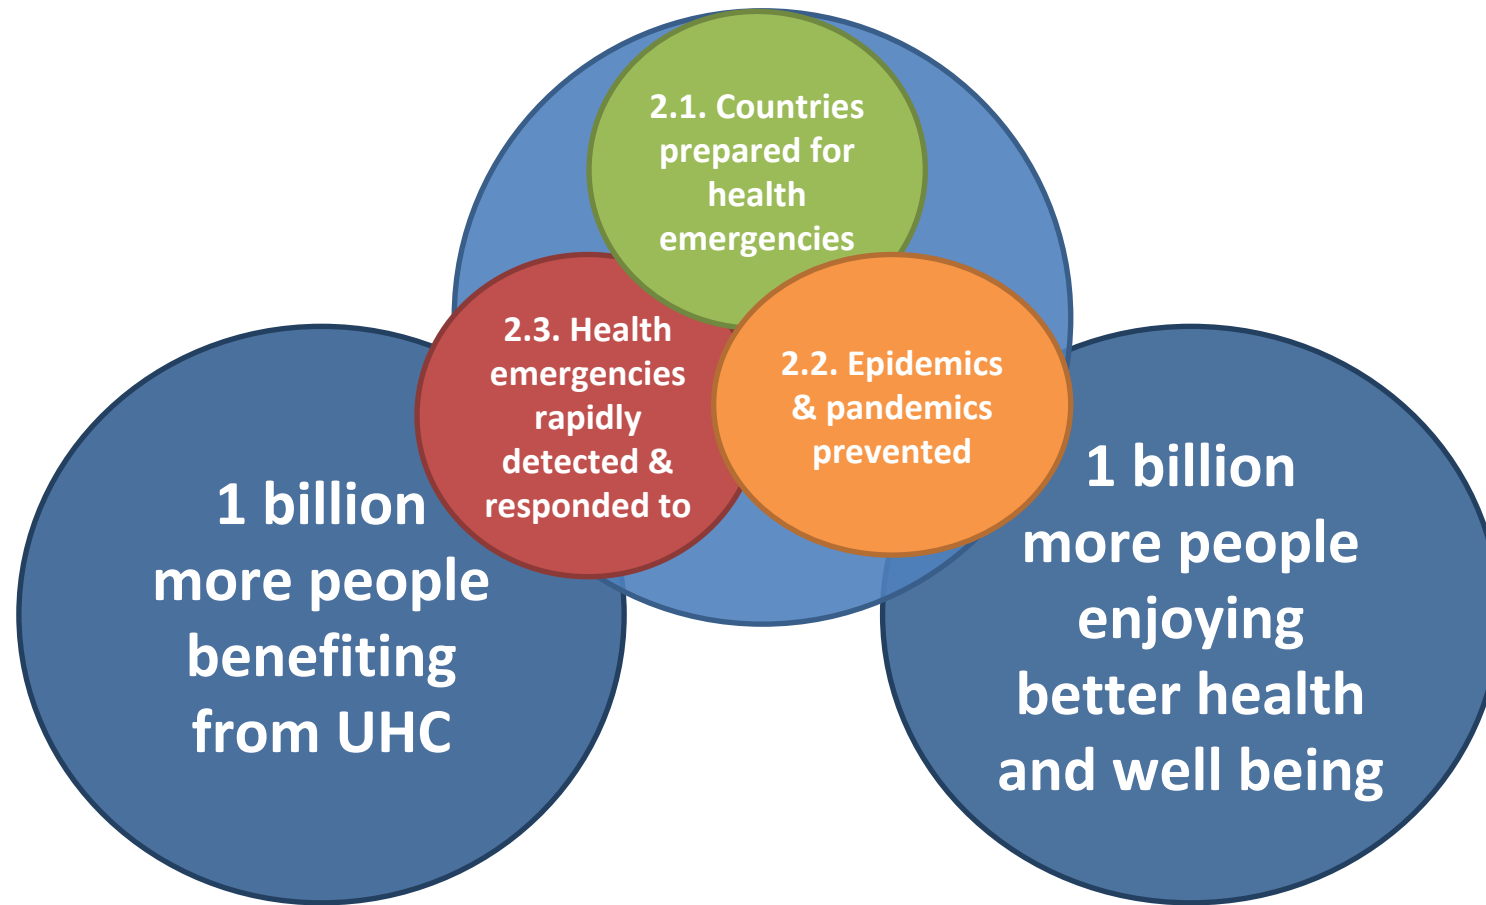 2.1. Countries
prepared for
health
emergencies
2.3. Health
emergencies
rapidly
detected &
responded to
2.2. Epidemics
& pandemics
prevented
1 billion
more people
benefiting
from UHC
1 billion
more people
enjoying
better health
and well being